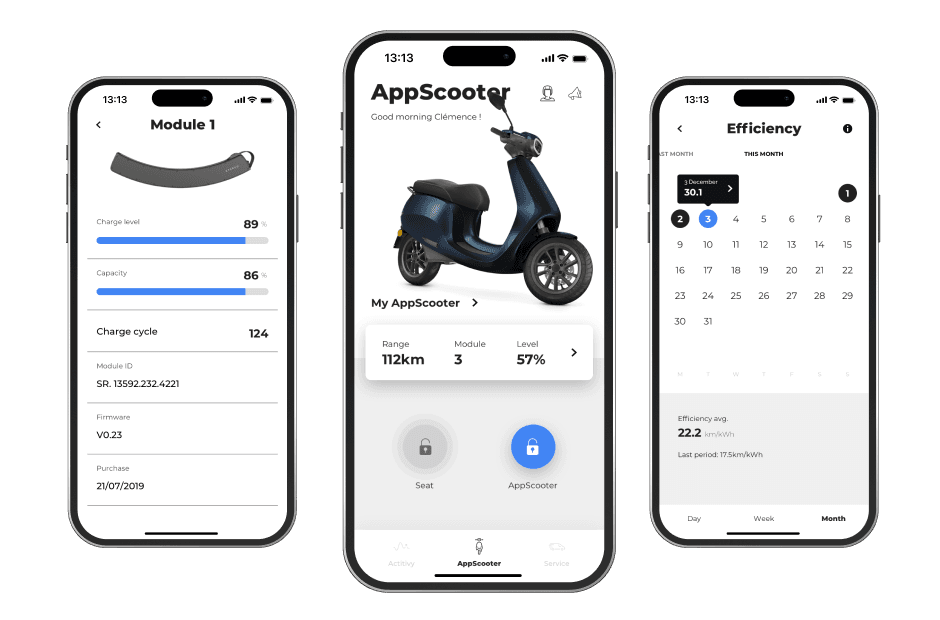 13:13
Module 1
Charge level
89 %
Capacity
86 %
Charge cycle
124
Module ID
SR. 13592.232.4221
Firmware
V0.23
Purchase
21/07/2019
13:13
AppScooter
Good morning Clémence !
My AppScooter
Range Module Level
112km 3 57%
Seat AppScooter
Actitivy AppScooter Service
13:13
Efficiency
AST MONTH THIS MONTH
3 December
30.1
1
2 3 4 5 6 7 8
9 10 11 12 13 14 15
16 17 18 19 20 21 22
23 24 25 26 27 28 29
30 31
M T W T F S S
Efficiency avg.
22.2 km/kWh
Last period: 17.5km/kWh
Day Week Month